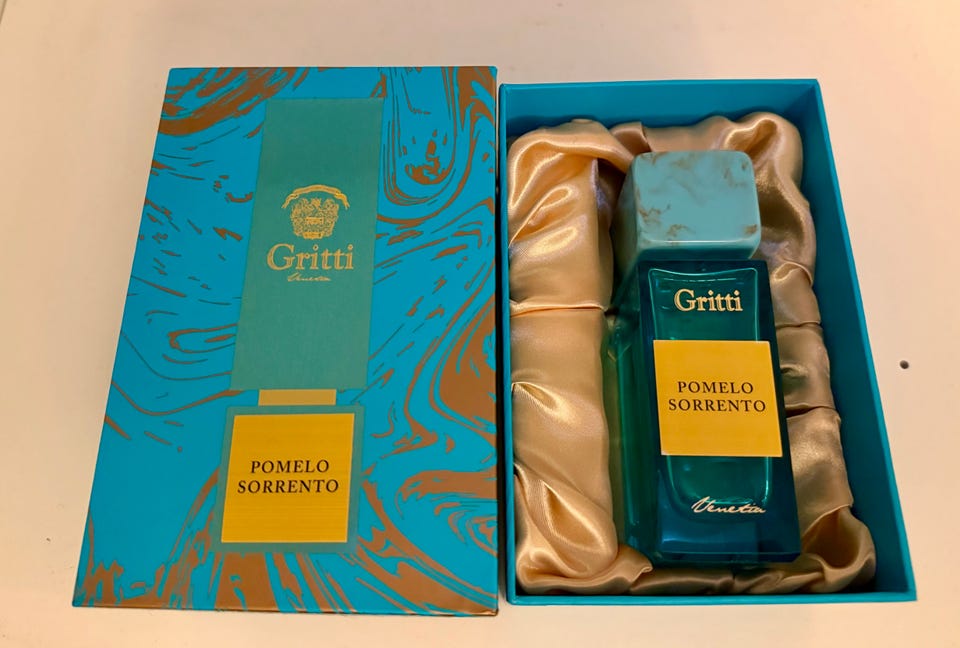 Gritti
Venetia
POMELO
SORRENTO
Gritti
POMELO
SORRENTO
Venetia